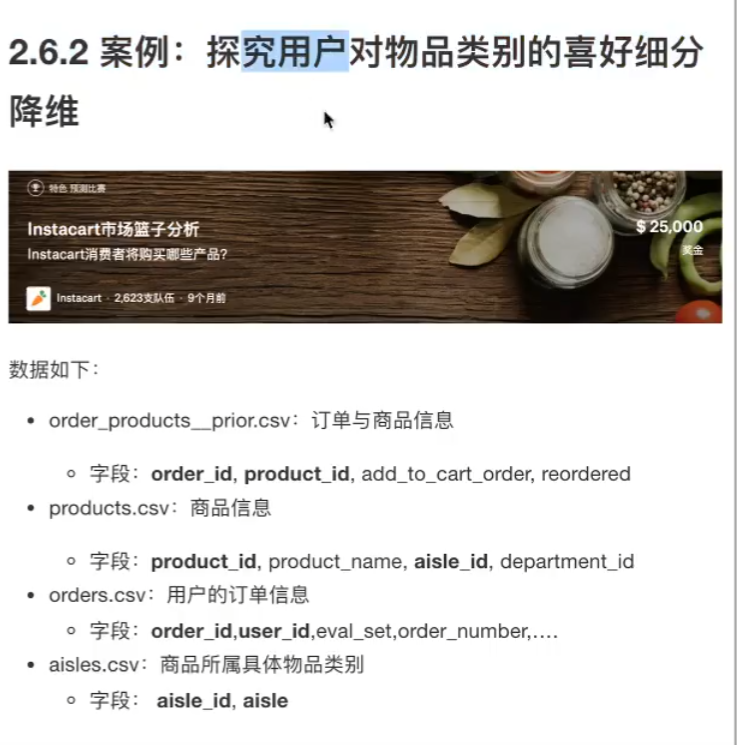 2.6.2 案例：探究用户对物品类别的喜好细分
降维
特色 预测比赛
Instacart市场篮子分析
Instacart消费者将购买哪些产品?
$ 25,000
奖金
Instacart · 2,623支队伍 · 9个月前
数据如下：
• order_products__prior.csv：订单与商品信息
○ 字段：order_id, product_id, add_to_cart_order, reordered
• products.csv：商品信息
○ 字段：product_id, product_name, aisle_id, department_id
• orders.csv：用户的订单信息
○ 字段：order_id,user_id,eval_set,order_number,….
• aisles.csv：商品所属具体物品类别
○ 字段： aisle_id, aisle